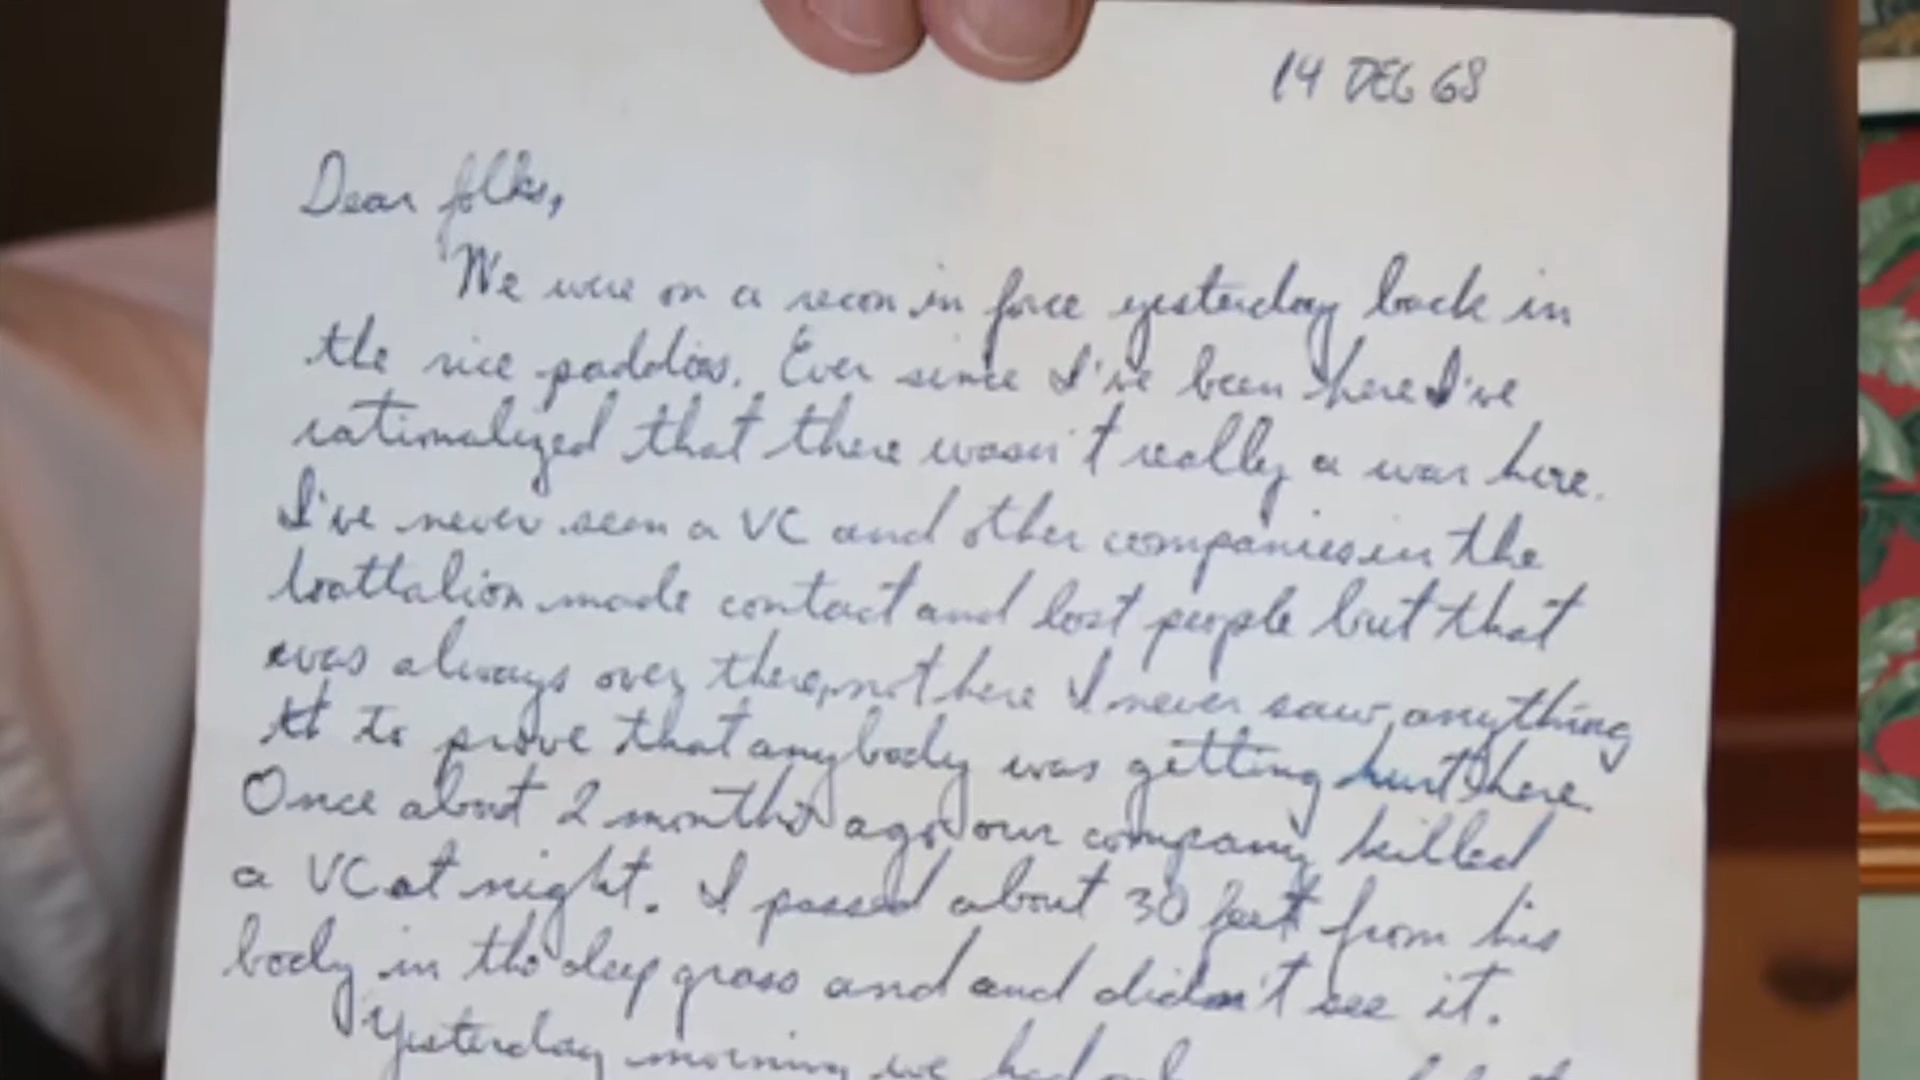 14 DEC 68
Dear folks,
We were on a recon in force yesterday back in
the rice paddies. Ever since I've been here I've
rationalized that there wasn't really a war here.
I've never seen a VC and other companies in the
battalion made contact and lost people but that
was always over there, not here I never saw anything
to prove that anybody was getting hurt here.
Once about 2 months ago our company killed
a VC at night. I passed about 30 feet from his
body in the deep grass and and didn't see it.
Yesterday morning we had